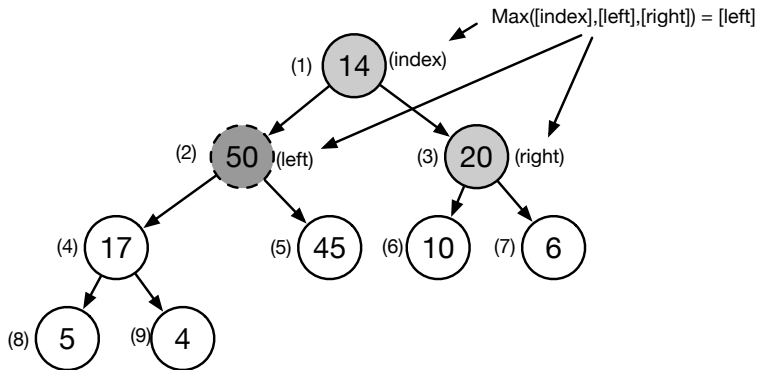 Max([index],[left],[right]) = [left]
(1) 14 (index)
(2) 50 (left) (3) 20 (right)
(4) 17 (5) 45 (6) 10 (7) 6
(8) 5 (9) 4